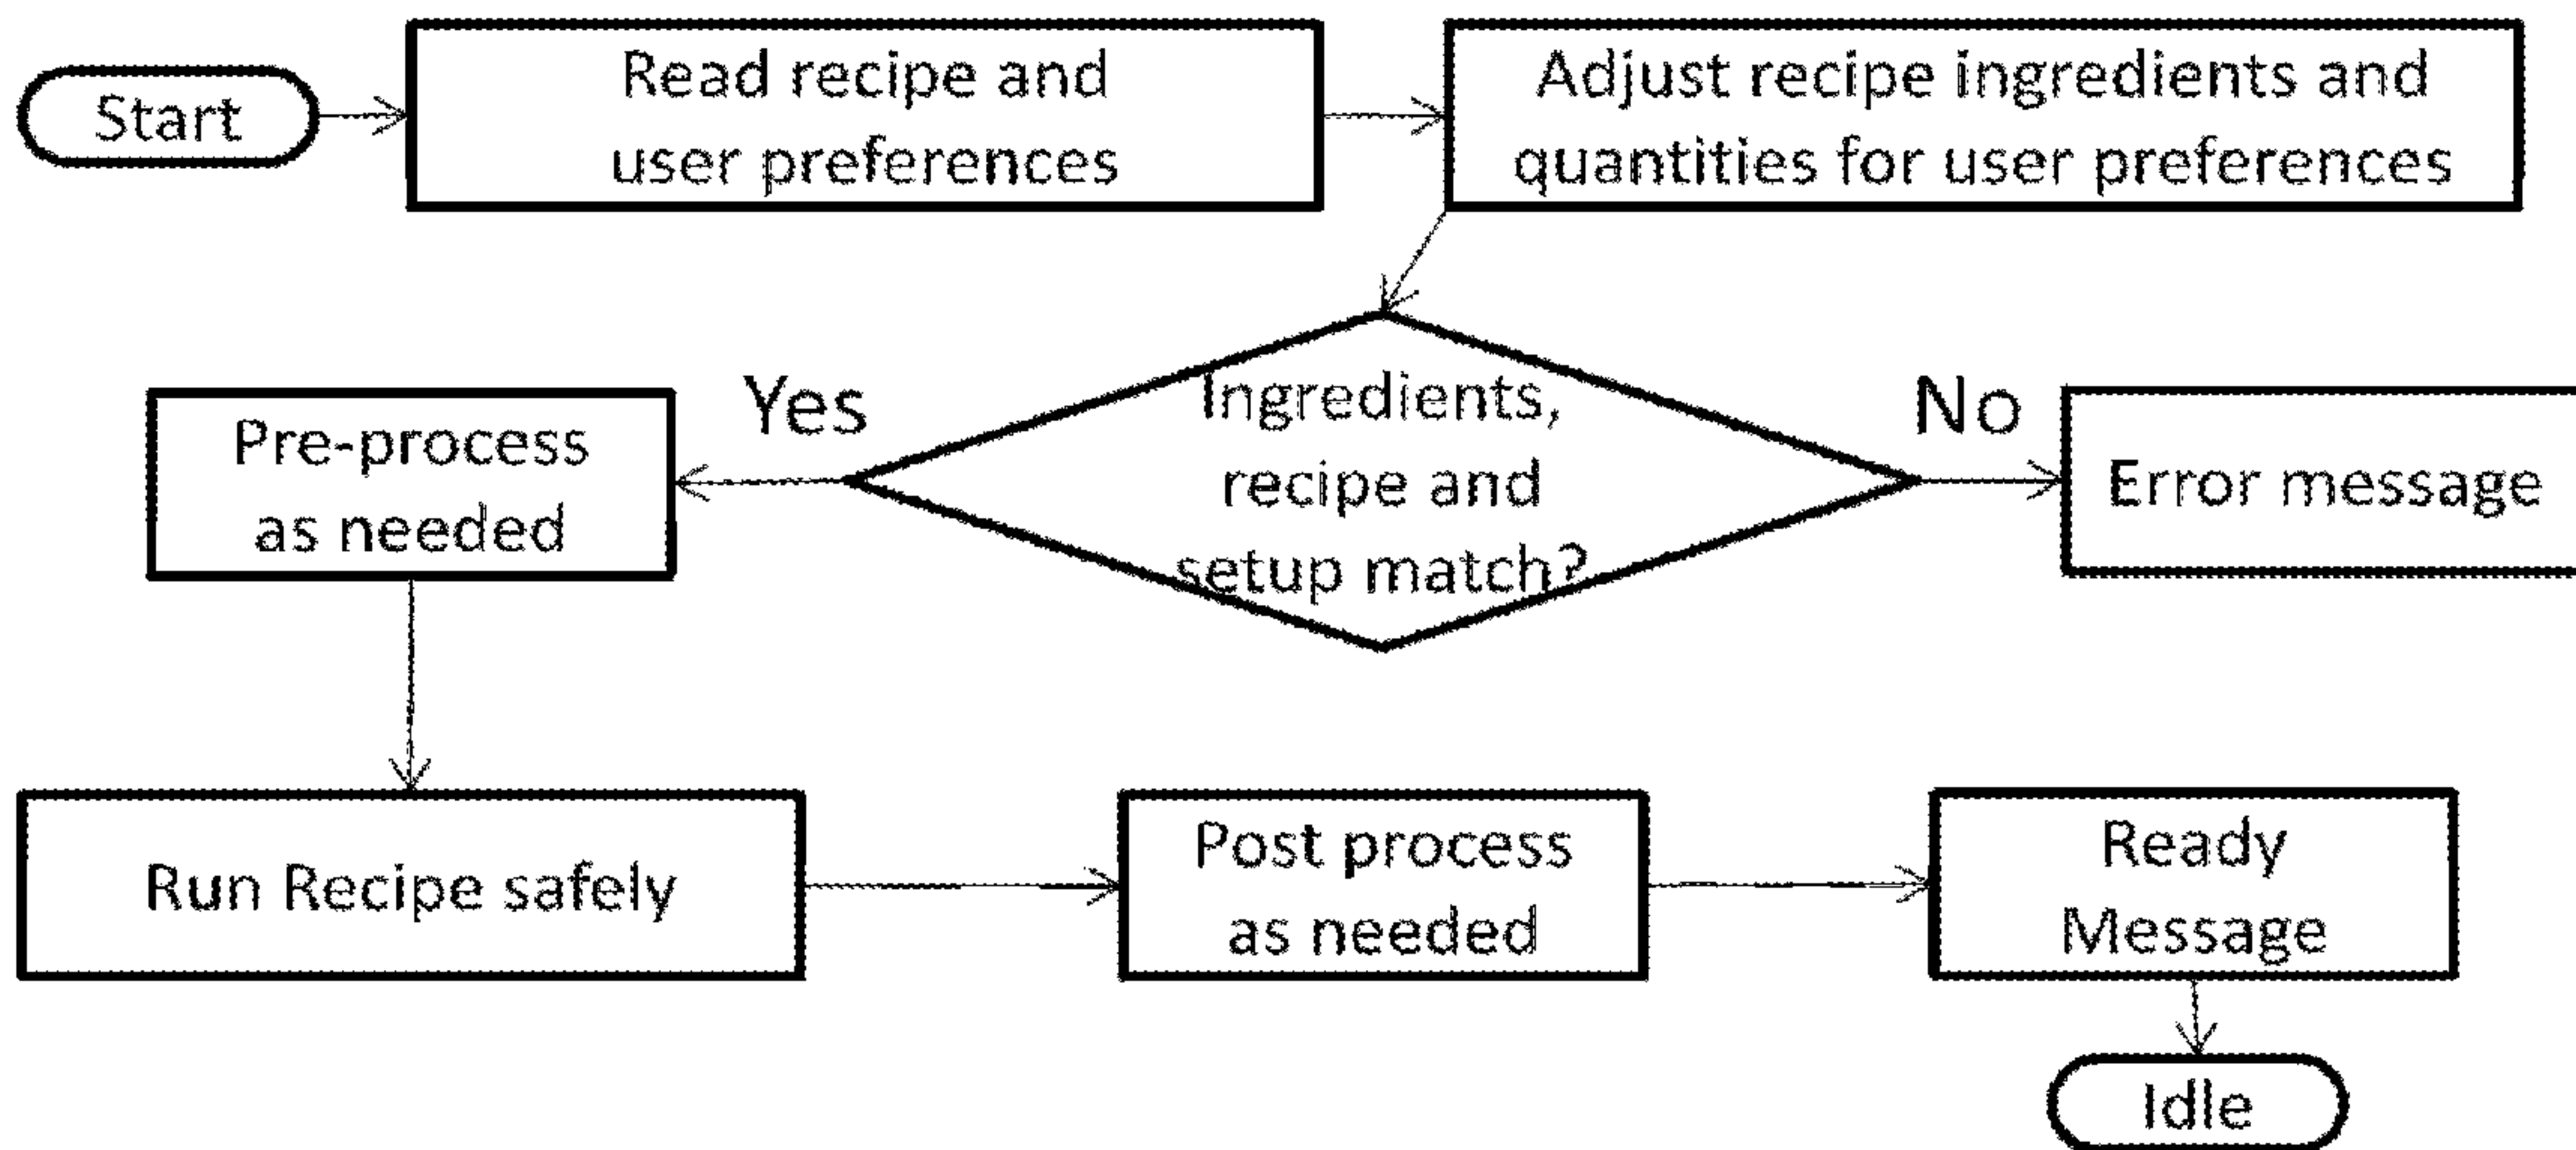 Start
Read recipe and
user preferences
Adjust recipe ingredients and
quantities for user preferences
Yes
No
Pre-process
as needed
Ingredients,
recipe and
setup match?
Error message
Run Recipe safely
Post process
as needed
Ready
Message
Idle